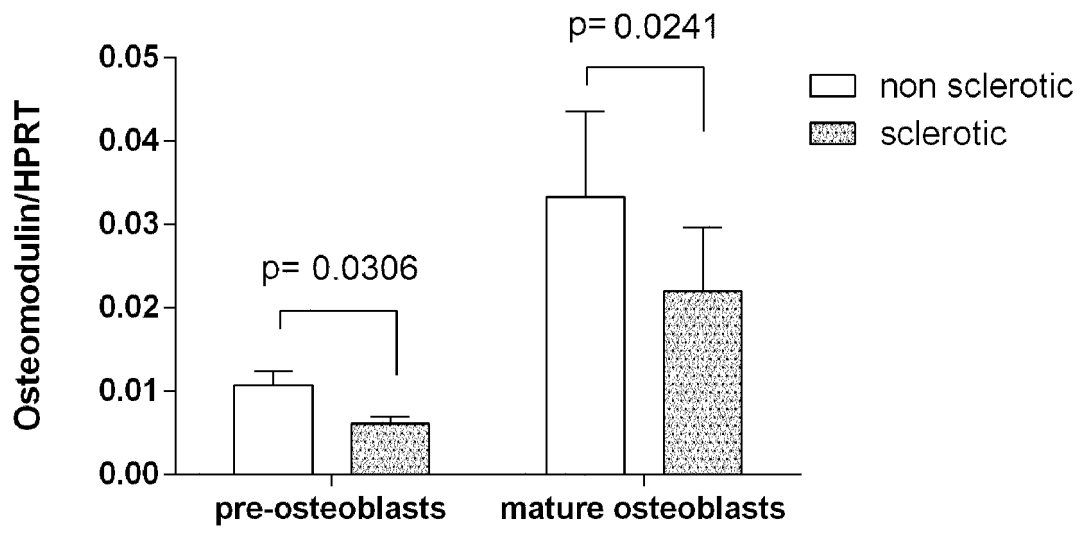 p= 0.0241
0.05
0.04
0.03
0.02
0.01
0.00
Osteomodulin/HPRT
non sclerotic
sclerotic
p= 0.0306
pre-osteoblasts
mature osteoblasts